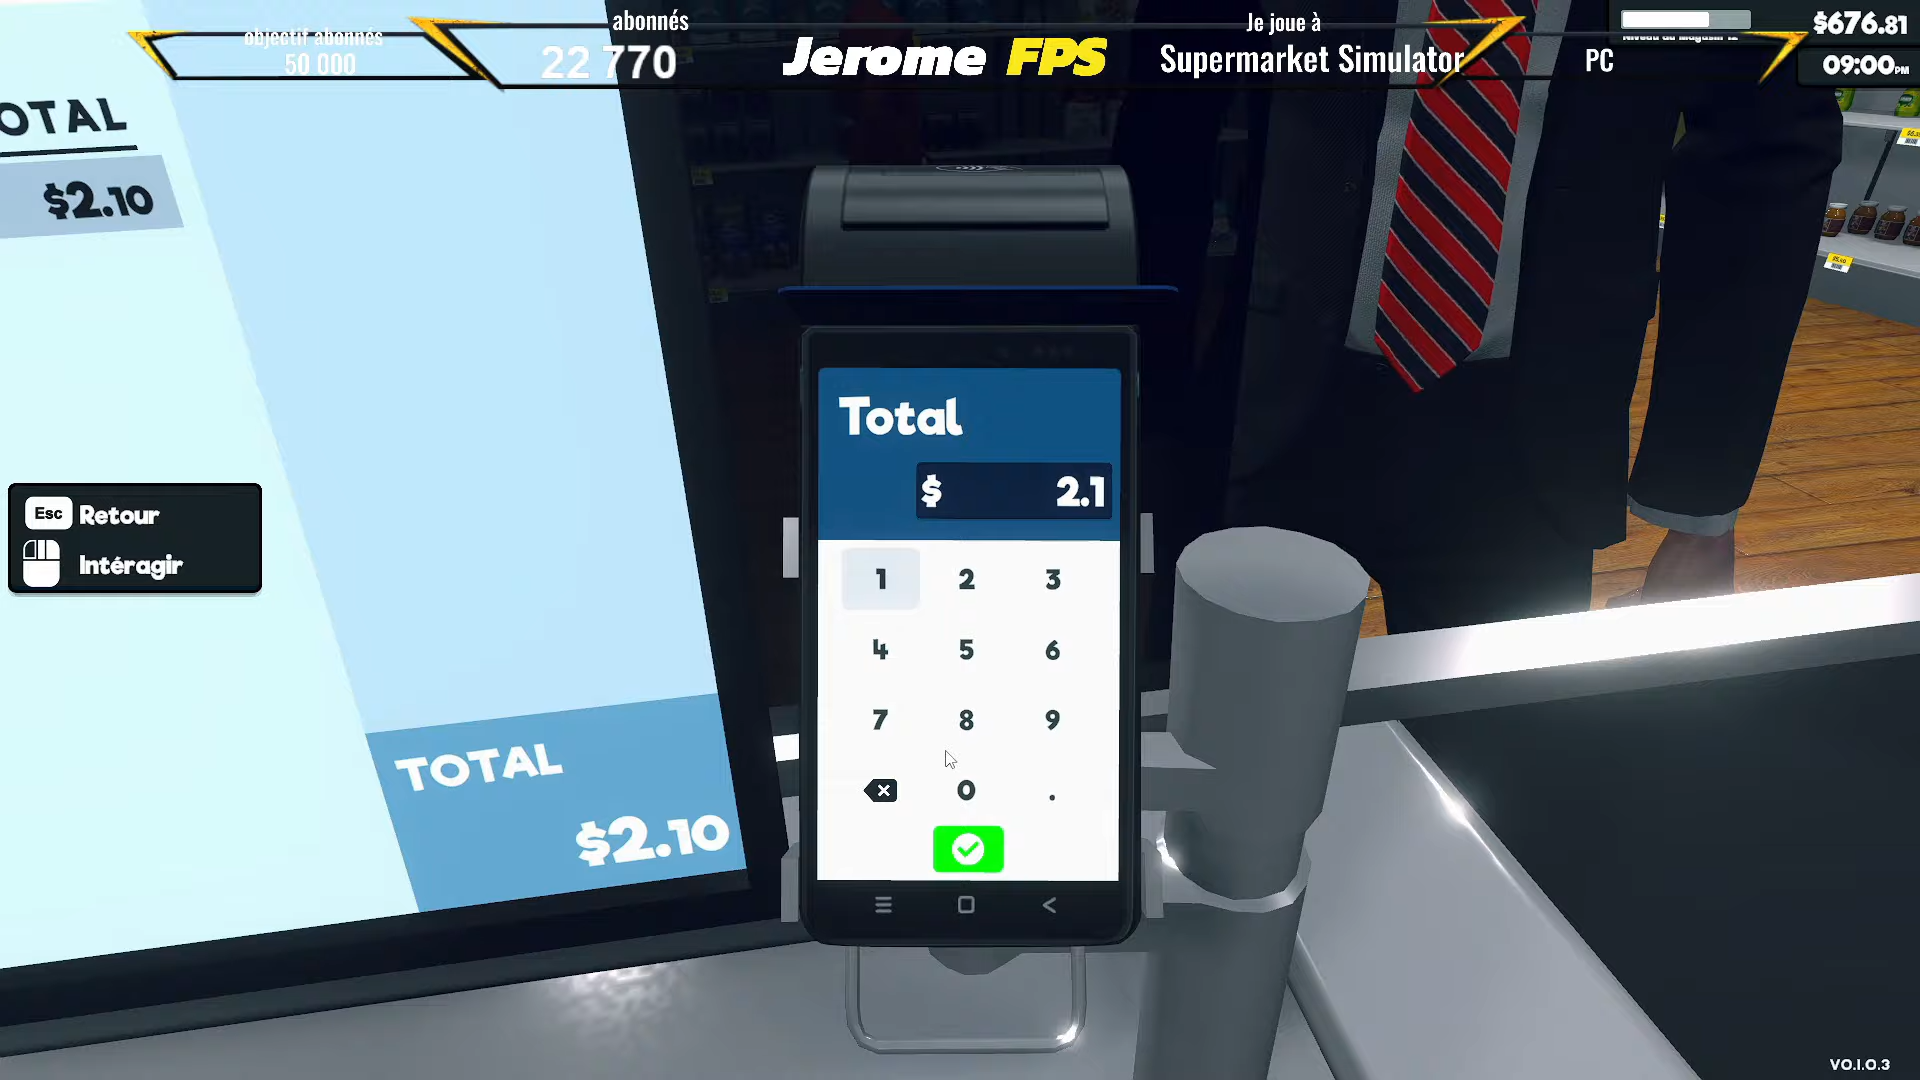 objectif abonnés
50 000
abonnés
22 770
Jerome FPS
Je joue à
Supermarket Simulator
PC
$676.81
09:00PM
OTAL
$2.10
Esc Retour
Intéragir
TOTAL
$2.10
Total
$ 2.1
1 2 3
4 5 6
7 8 9
0 .
V0.1.0.3